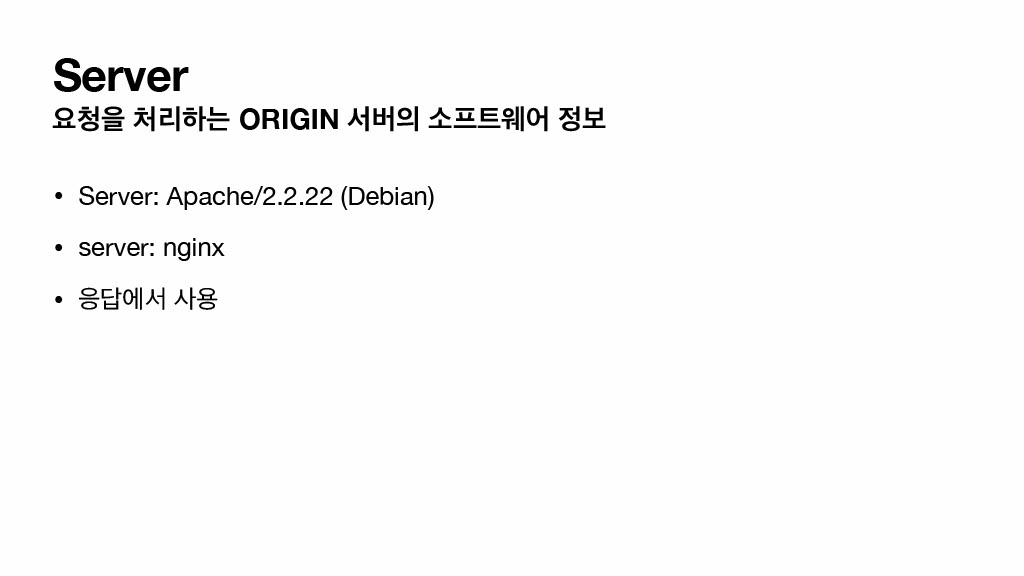 Server
요청을 처리하는 ORIGIN 서버의 소프트웨어 정보
• Server: Apache/2.2.22 (Debian)
• server: nginx
• 응답에서 사용